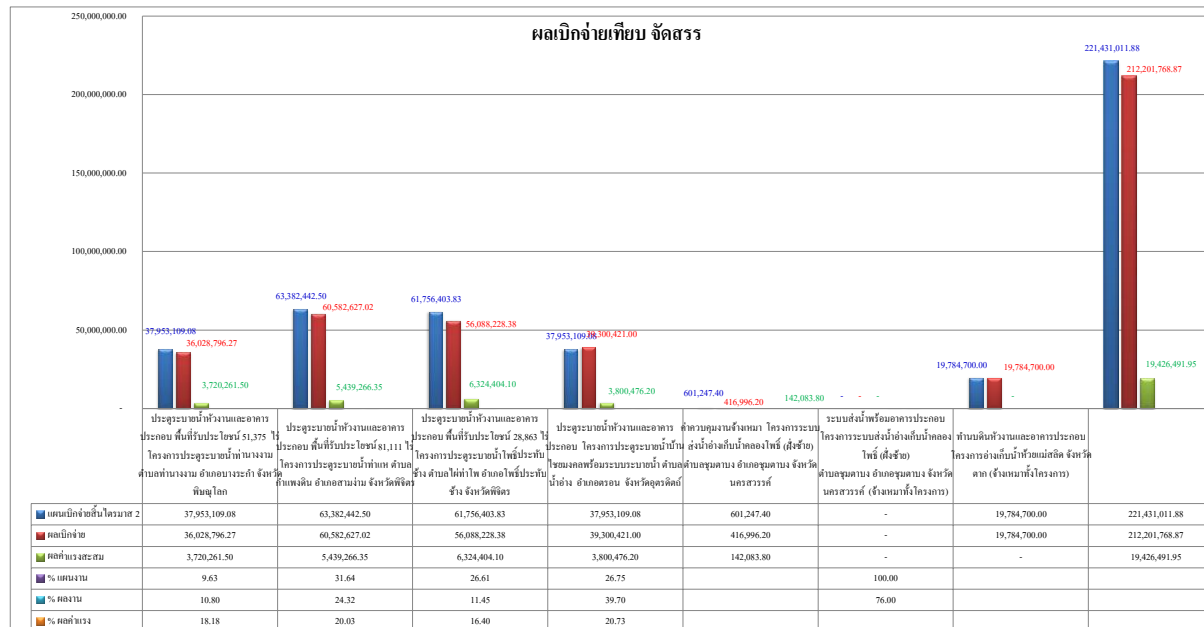 ผลเบิกจ่ายเทียบ จัดสรร
250,000,000.00
200,000,000.00
150,000,000.00
100,000,000.00
50,000,000.00
-
37,953,109.08
36,028,796.27
3,720,261.50
63,382,442.50
60,582,627.02
5,439,266.35
61,756,403.83
56,088,228.38
6,324,404.10
37,953,109.08
39,300,421.00
3,800,476.20
601,247.40
416,996.20
142,083.80
- - -
19,784,700.00
19,784,700.00
-
221,431,011.88
212,201,768.87
19,426,491.95
ประตูระบายน้ำหัวงานและอาคาร
ประกอบ พื้นที่รับประโยชน์ 51,375 ไร่
โครงการประตูระบายน้ำท่านางงาม
ตำบลท่านางงาม อำเภอบางระกำ จังหวัด
พิษณุโลก
ประตูระบายน้ำหัวงานและอาคาร
ประกอบ พื้นที่รับประโยชน์ 81,111 ไร่
โครงการประตูระบายน้ำท่าแห ตำบล
กำแพงดิน อำเภอสามง่าม จังหวัดพิจิตร
ประตูระบายน้ำหัวงานและอาคาร
ประกอบ พื้นที่รับประโยชน์ 28,863 ไร่
โครงการประตูระบายน้ำโพธิ์ประทับ
ช้าง ตำบลไผ่ท่าโพ อำเภอโพธิ์ประทับ
ช้าง จังหวัดพิจิตร
ประตูระบายน้ำหัวงานและอาคาร
ประกอบ โครงการประตูระบายน้ำบ้าน
ไชยมงคลพร้อมระบบระบายน้ำ ตำบล
น้ำอ่าง อำเภอตรอน จังหวัดอุตรดิตถ์
ค่าควบคุมงานจ้างเหมา โครงการระบบ
ส่งน้ำอ่างเก็บน้ำคลองโพธิ์ (ฝั่งซ้าย)
ตำบลชุมตาบง อำเภอชุมตาบง จังหวัด
นครสวรรค์
ระบบส่งน้ำพร้อมอาคารประกอบ
โครงการระบบส่งน้ำอ่างเก็บน้ำคลอง
โพธิ์ (ฝั่งซ้าย)
ตำบลชุมตาบง อำเภอชุมตาบง จังหวัด
นครสวรรค์ (จ้างเหมาทั้งโครงการ)
ทำนบดินหัวงานและอาคารประกอบ
โครงการอ่างเก็บน้ำห้วยแม่สลิด จังหวัด
ตาก (จ้างเหมาทั้งโครงการ)
แผนเบิกจ่ายสิ้นไตรมาส 2 37,953,109.08 63,382,442.50 61,756,403.83 37,953,109.08 601,247.40 - 19,784,700.00 221,431,011.88
ผลเบิกจ่าย 36,028,796.27 60,582,627.02 56,088,228.38 39,300,421.00 416,996.20 - 19,784,700.00 212,201,768.87
ผลค่าแรงสะสม 3,720,261.50 5,439,266.35 6,324,404.10 3,800,476.20 142,083.80 - - 19,426,491.95
% แผนงาน 9.63 31.64 26.61 26.75 100.00
% ผลงาน 10.80 24.32 11.45 39.70 76.00
% ผลค่าแรง 18.18 20.03 16.40 20.73